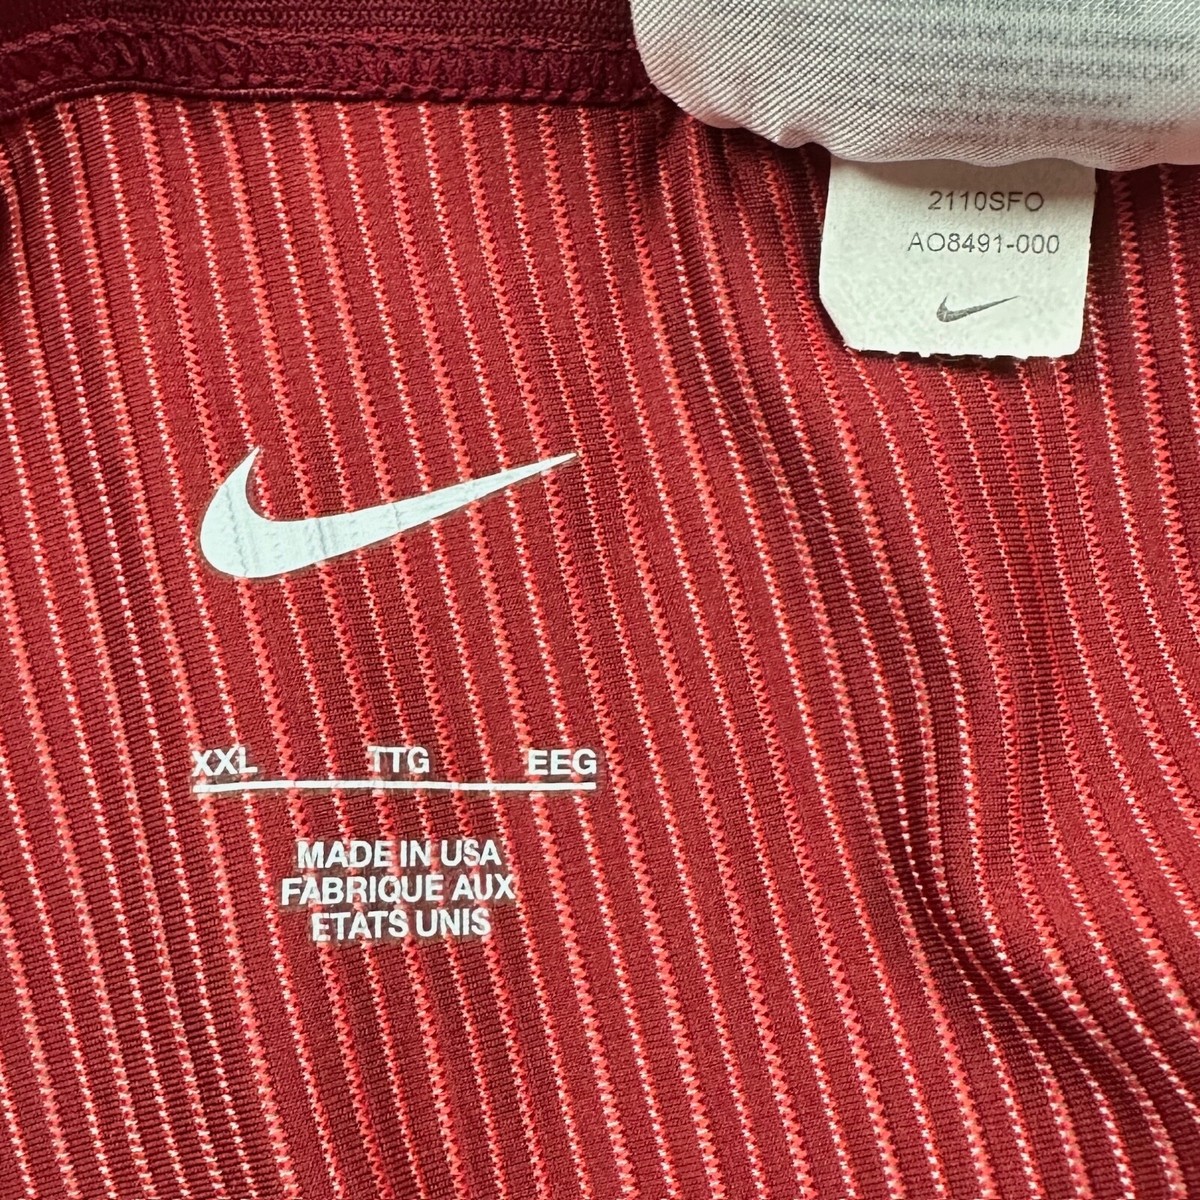 2110SFO
AO8491-000
XXL TTG EEG
MADE IN USA
FABRIQUE AUX
ETATS UNIS